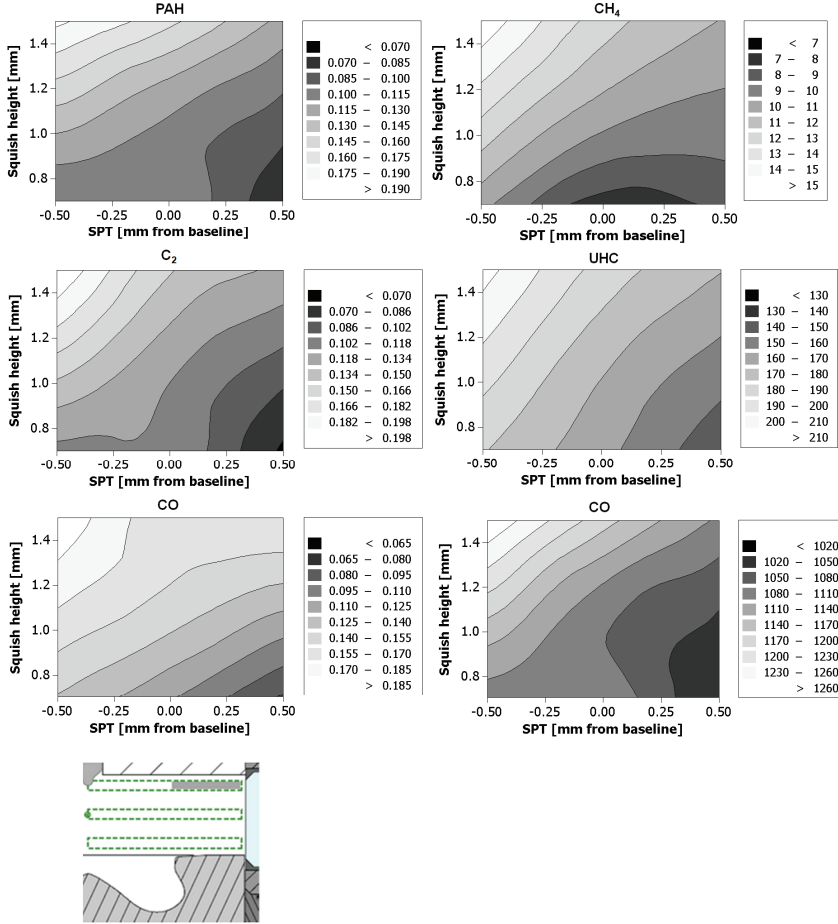 PAH
Squish height [mm]
1.4
1.2
1.0
0.8
-0.50 -0.25 0.00 0.25 0.50
SPT [mm from baseline]
< 0.070
0.070 – 0.085
0.085 – 0.100
0.100 – 0.115
0.115 – 0.130
0.130 – 0.145
0.145 – 0.160
0.160 – 0.175
0.175 – 0.190
> 0.190
CH4
Squish height [mm]
1.4
1.2
1.0
0.8
-0.50 -0.25 0.00 0.25 0.50
SPT [mm from baseline]
< 7
7 – 8
8 – 9
9 – 10
10 – 11
11 – 12
12 – 13
13 – 14
14 – 15
> 15
C2
Squish height [mm]
1.4
1.2
1.0
0.8
-0.50 -0.25 0.00 0.25 0.50
SPT [mm from baseline]
< 0.070
0.070 – 0.086
0.086 – 0.102
0.102 – 0.118
0.118 – 0.134
0.134 – 0.150
0.150 – 0.166
0.166 – 0.182
0.182 – 0.198
> 0.198
UHC
Squish height [mm]
1.4
1.2
1.0
0.8
-0.50 -0.25 0.00 0.25 0.50
SPT [mm from baseline]
< 130
130 – 140
140 – 150
150 – 160
160 – 170
170 – 180
180 – 190
190 – 200
200 – 210
> 210
CO
Squish height [mm]
1.4
1.2
1.0
0.8
-0.50 -0.25 0.00 0.25 0.50
SPT [mm from baseline]
< 0.065
0.065 – 0.080
0.080 – 0.095
0.095 – 0.110
0.110 – 0.125
0.125 – 0.140
0.140 – 0.155
0.155 – 0.170
0.170 – 0.185
> 0.185
CO
Squish height [mm]
1.4
1.2
1.0
0.8
-0.50 -0.25 0.00 0.25 0.50
SPT [mm from baseline]
< 1020
1020 – 1050
1050 – 1080
1080 – 1110
1110 – 1140
1140 – 1170
1170 – 1200
1200 – 1230
1230 – 1260
> 1260